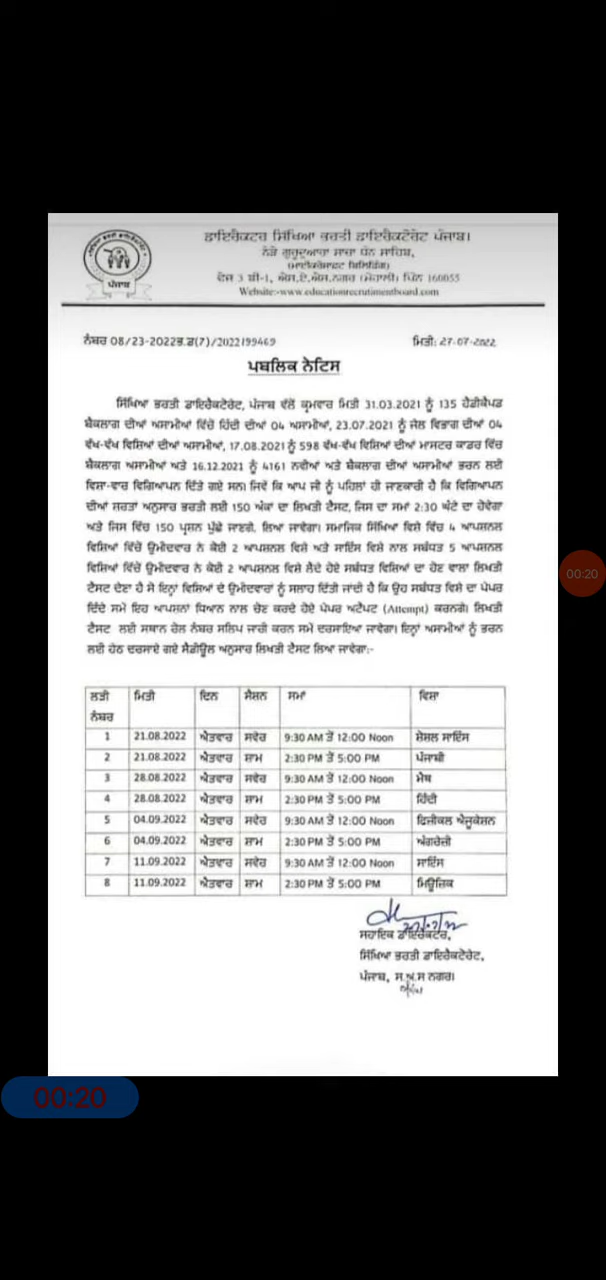 ਡਾਇਰੈਕਟਰ ਸਿੱਖਿਆ ਭਰਤੀ ਡਾਇਰੈਕਟੋਰੇਟ ਪੰਜਾਬ।
ਨੇੜੇ ਗੁਰੂਦੁਆਰਾ ਸਾਚਾ ਧੰਨ ਸਾਹਿਬ,
(ਮਾਈਕਰੋਸਾਫਟ ਬਿਲਡਿੰਗ)
ਪੰਜਾਬ
ਫੇਜ 3 ਬੀ-1, ਐਸ.ਏ.ਐਸ.ਨਗਰ (ਮੋਹਾਲੀ) ਪਿੰਨ 160055
Website:-www.educationrecrutimentboard.com
ਨੰਬਰ 08/23-2022ਭ.ਡ(7)/2022199469
ਮਿਤੀ: 27-07-2022
ਪਬਲਿਕ ਨੋਟਿਸ
ਸਿੱਖਿਆ ਭਰਤੀ ਡਾਇਰੈਕਟੋਰੇਟ, ਪੰਜਾਬ ਵੱਲੋਂ ਕ੍ਰਮਵਾਰ ਮਿਤੀ 31.03.2021 ਨੂੰ 135 ਹੈਡੀਕੈਪਡ
ਬੈਕਲਾਗ ਦੀਆਂ ਅਸਾਮੀਆਂ ਵਿੱਚੋਂ ਹਿੰਦੀ ਦੀਆਂ 04 ਅਸਾਮੀਆਂ, 23.07.2021 ਨੂੰ ਜੇਲ ਵਿਭਾਗ ਦੀਆਂ 04
ਵੱਖ-ਵੱਖ ਵਿਸ਼ਿਆਂ ਦੀਆਂ ਅਸਾਮੀਆਂ, 17.08.2021 ਨੂੰ 598 ਵੱਖ-ਵੱਖ ਵਿਸ਼ਿਆਂ ਦੀਆਂ ਮਾਸਟਰ ਕਾਡਰ ਵਿੱਚ
ਬੈਕਲਾਗ ਅਸਾਮੀਆਂ ਅਤੇ 16.12.2021 ਨੂੰ 4161 ਨਵੀਆਂ ਅਤੇ ਬੈਕਲਾਗ ਦੀਆਂ ਅਸਾਮੀਆਂ ਭਰਨ ਲਈ
ਵਿਸ਼ਾ-ਵਾਰ ਵਿਗਿਆਪਨ ਦਿੱਤੇ ਗਏ ਸਨ। ਜਿਵੇਂ ਕਿ ਆਪ ਜੀ ਨੂੰ ਪਹਿਲਾਂ ਹੀ ਜਾਣਕਾਰੀ ਹੈ ਕਿ ਵਿਗਿਆਪਨ
ਦੀਆਂ ਸ਼ਰਤਾਂ ਅਨੁਸਾਰ ਭਰਤੀ ਲਈ 150 ਅੰਕਾਂ ਦਾ ਲਿਖਤੀ ਟੈਸਟ, ਜਿਸ ਦਾ ਸਮਾਂ 2:30 ਘੰਟੇ ਦਾ ਹੋਵੇਗਾ
ਅਤੇ ਜਿਸ ਵਿੱਚ 150 ਪ੍ਰਸ਼ਨ ਪੁੱਛੇ ਜਾਣਗੇ, ਲਿਆ ਜਾਵੇਗਾ। ਸਮਾਜਿਕ ਸਿੱਖਿਆ ਵਿਸ਼ੇ ਵਿੱਚ 4 ਆਪਸ਼ਨਲ
ਵਿਸ਼ਿਆਂ ਵਿੱਚੋਂ ਉਮੀਦਵਾਰ ਨੇ ਕੋਈ 2 ਆਪਸ਼ਨਲ ਵਿਸ਼ੇ ਅਤੇ ਸਾਇੰਸ ਵਿਸ਼ੇ ਨਾਲ ਸਬੰਧਤ 5 ਆਪਸ਼ਨਲ
ਵਿਸ਼ਿਆਂ ਵਿੱਚੋਂ ਉਮੀਦਵਾਰ ਨੇ ਕੋਈ 2 ਆਪਸ਼ਨਲ ਵਿਸ਼ੇ ਲੈਂਦੇ ਹੋਏ ਸਬੰਧਤ ਵਿਸ਼ਿਆਂ ਦਾ ਹੋਣ ਵਾਲਾ ਲਿਖਤੀ
ਟੈਸਟ ਦੇਣਾ ਹੈ ਸੋ ਇਨ੍ਹਾਂ ਵਿਸ਼ਿਆਂ ਦੇ ਉਮੀਦਵਾਰਾਂ ਨੂੰ ਸਲਾਹ ਦਿੱਤੀ ਜਾਂਦੀ ਹੈ ਕਿ ਉਹ ਸਬੰਧਤ ਵਿਸ਼ੇ ਦਾ ਪੇਪਰ
ਦਿੰਦੇ ਸਮੇਂ ਇਹ ਆਪਸ਼ਨਾਂ ਧਿਆਨ ਨਾਲ ਚੋਣ ਕਰਦੇ ਹੋਏ ਪੇਪਰ ਅਟੈਂਪਟ (Attempt) ਕਰਨਗੇ। ਲਿਖਤੀ
ਟੈਸਟ ਲਈ ਸਥਾਨ ਰੋਲ ਨੰਬਰ ਸਲਿਪ ਜਾਰੀ ਕਰਨ ਸਮੇਂ ਦਰਸਾਇਆ ਜਾਵੇਗਾ। ਇਨ੍ਹਾਂ ਅਸਾਮੀਆਂ ਨੂੰ ਭਰਨ
ਲਈ ਹੇਠ ਦਰਸਾਏ ਗਏ ਸ਼ੈਡੀਊਲ ਅਨੁਸਾਰ ਲਿਖਤੀ ਟੈਸਟ ਲਿਆ ਜਾਵੇਗਾ:-
ਲੜੀ ਨੰਬਰ ਮਿਤੀ ਦਿਨ ਸੈਸ਼ਨ ਸਮਾਂ ਵਿਸ਼ਾ
1 21.08.2022 ਐਤਵਾਰ ਸਵੇਰ 9:30 AM ਤੋਂ 12:00 Noon ਸ਼ੋਸ਼ਲ ਸਾਇੰਸ
2 21.08.2022 ਐਤਵਾਰ ਸ਼ਾਮ 2:30 PM ਤੋਂ 5:00 PM ਪੰਜਾਬੀ
3 28.08.2022 ਐਤਵਾਰ ਸਵੇਰ 9:30 AM ਤੋਂ 12:00 Noon ਮੈਥ
4 28.08.2022 ਐਤਵਾਰ ਸ਼ਾਮ 2:30 PM ਤੋਂ 5:00 PM ਹਿੰਦੀ
5 04.09.2022 ਐਤਵਾਰ ਸਵੇਰ 9:30 AM ਤੋਂ 12:00 Noon ਫਿਜੀਕਲ ਐਜੂਕੇਸ਼ਨ
6 04.09.2022 ਐਤਵਾਰ ਸ਼ਾਮ 2:30 PM ਤੋਂ 5:00 PM ਅੰਗਰੇਜੀ
7 11.09.2022 ਐਤਵਾਰ ਸਵੇਰ 9:30 AM ਤੋਂ 12:00 Noon ਸਾਇੰਸ
8 11.09.2022 ਐਤਵਾਰ ਸ਼ਾਮ 2:30 PM ਤੋਂ 5:00 PM ਮਿਊਜ਼ਿਕ
ਸਹਾਇਕ ਡਾਇਰੈਕਟਰ,
ਸਿੱਖਿਆ ਭਰਤੀ ਡਾਇਰੈਕਟੋਰੇਟ,
ਪੰਜਾਬ, ਸ.ਅ.ਸ ਨਗਰ।
00:20
00:20